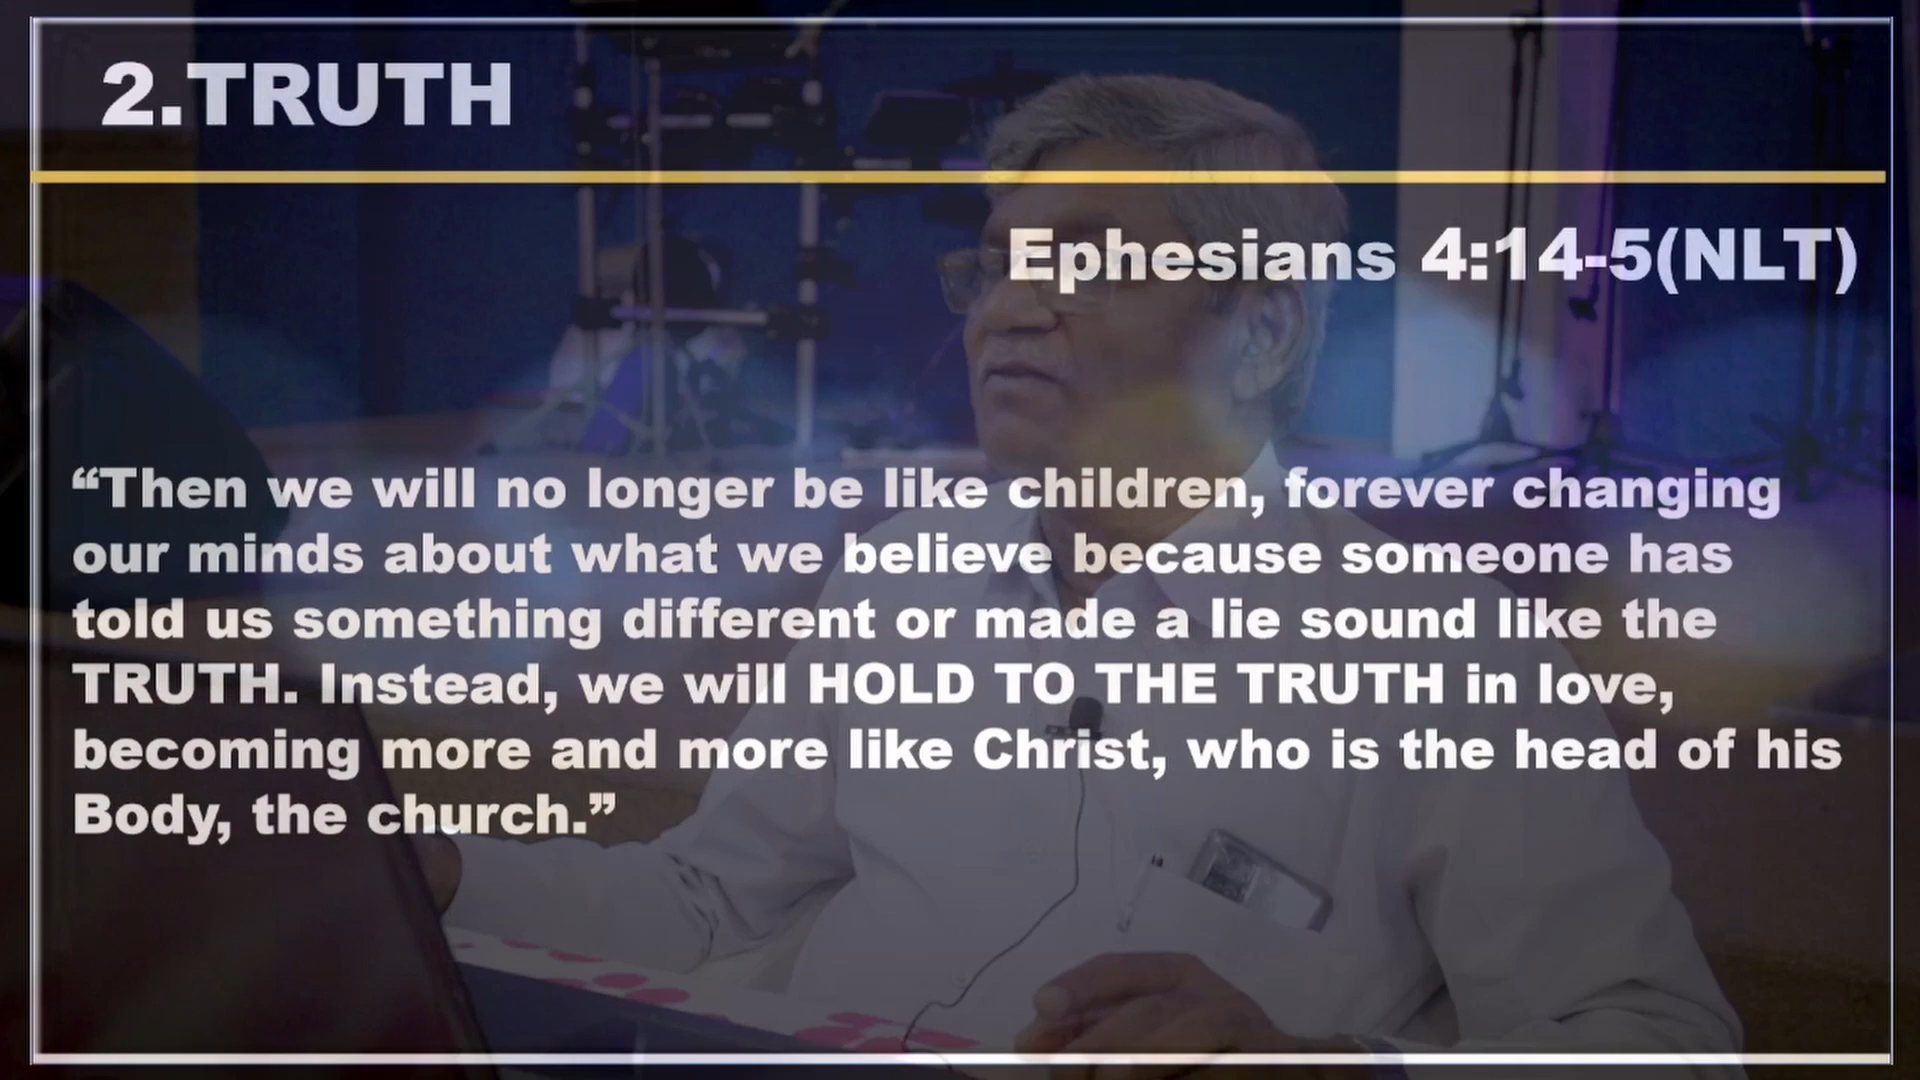 2.TRUTH
Ephesians 4:14-5(NLT)
“Then we will no longer be like children, forever changing
our minds about what we believe because someone has
told us something different or made a lie sound like the
TRUTH. Instead, we will HOLD TO THE TRUTH in love,
becoming more and more like Christ, who is the head of his
Body, the church.”